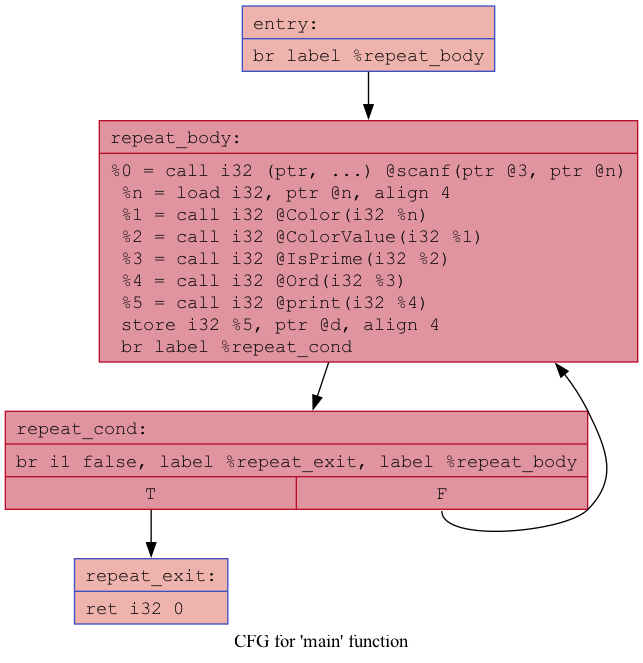 entry:
br label %repeat_body
repeat_body:
%0 = call i32 (ptr, ...) @scanf(ptr @3, ptr @n)
%n = load i32, ptr @n, align 4
%1 = call i32 @Color(i32 %n)
%2 = call i32 @ColorValue(i32 %1)
%3 = call i32 @IsPrime(i32 %2)
%4 = call i32 @Ord(i32 %3)
%5 = call i32 @print(i32 %4)
store i32 %5, ptr @d, align 4
br label %repeat_cond
repeat_cond:
br i1 false, label %repeat_exit, label %repeat_body
T F
repeat_exit:
ret i32 0
CFG for 'main' function